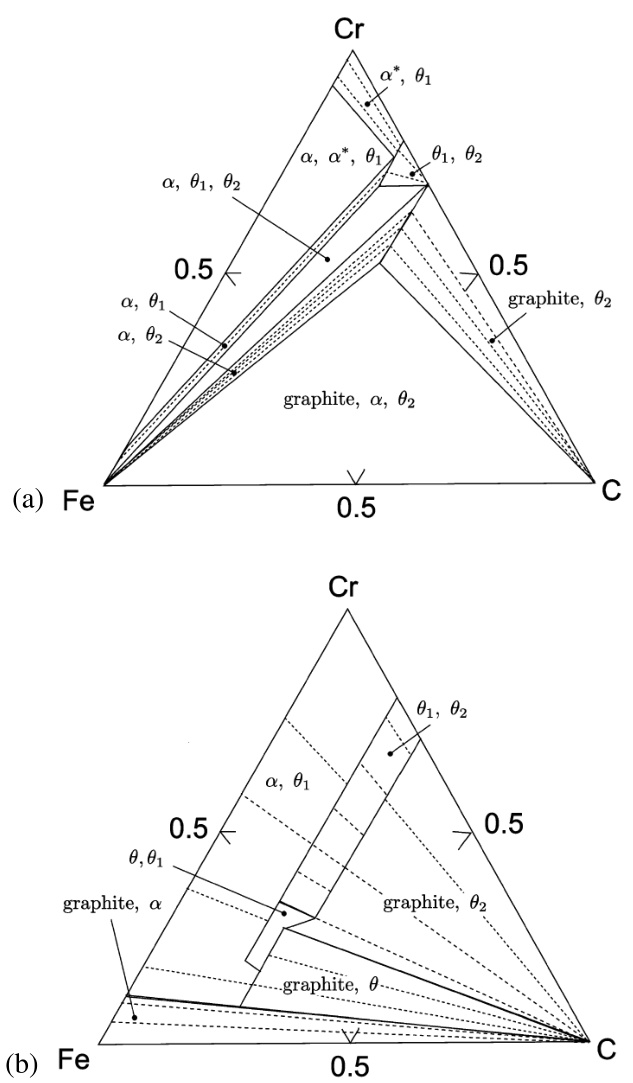 Cr
α*, θ₁
α, α*, θ₁
θ₁, θ₂
α, θ₁, θ₂
0.5
0.5
graphite, θ₂
α, θ₁
α, θ₂
graphite, α, θ₂
(a)
Fe
0.5
C
Cr
θ₁, θ₂
α, θ₁
0.5
0.5
θ,θ₁
graphite, α
graphite, θ₂
graphite, θ
(b)
Fe
0.5
C